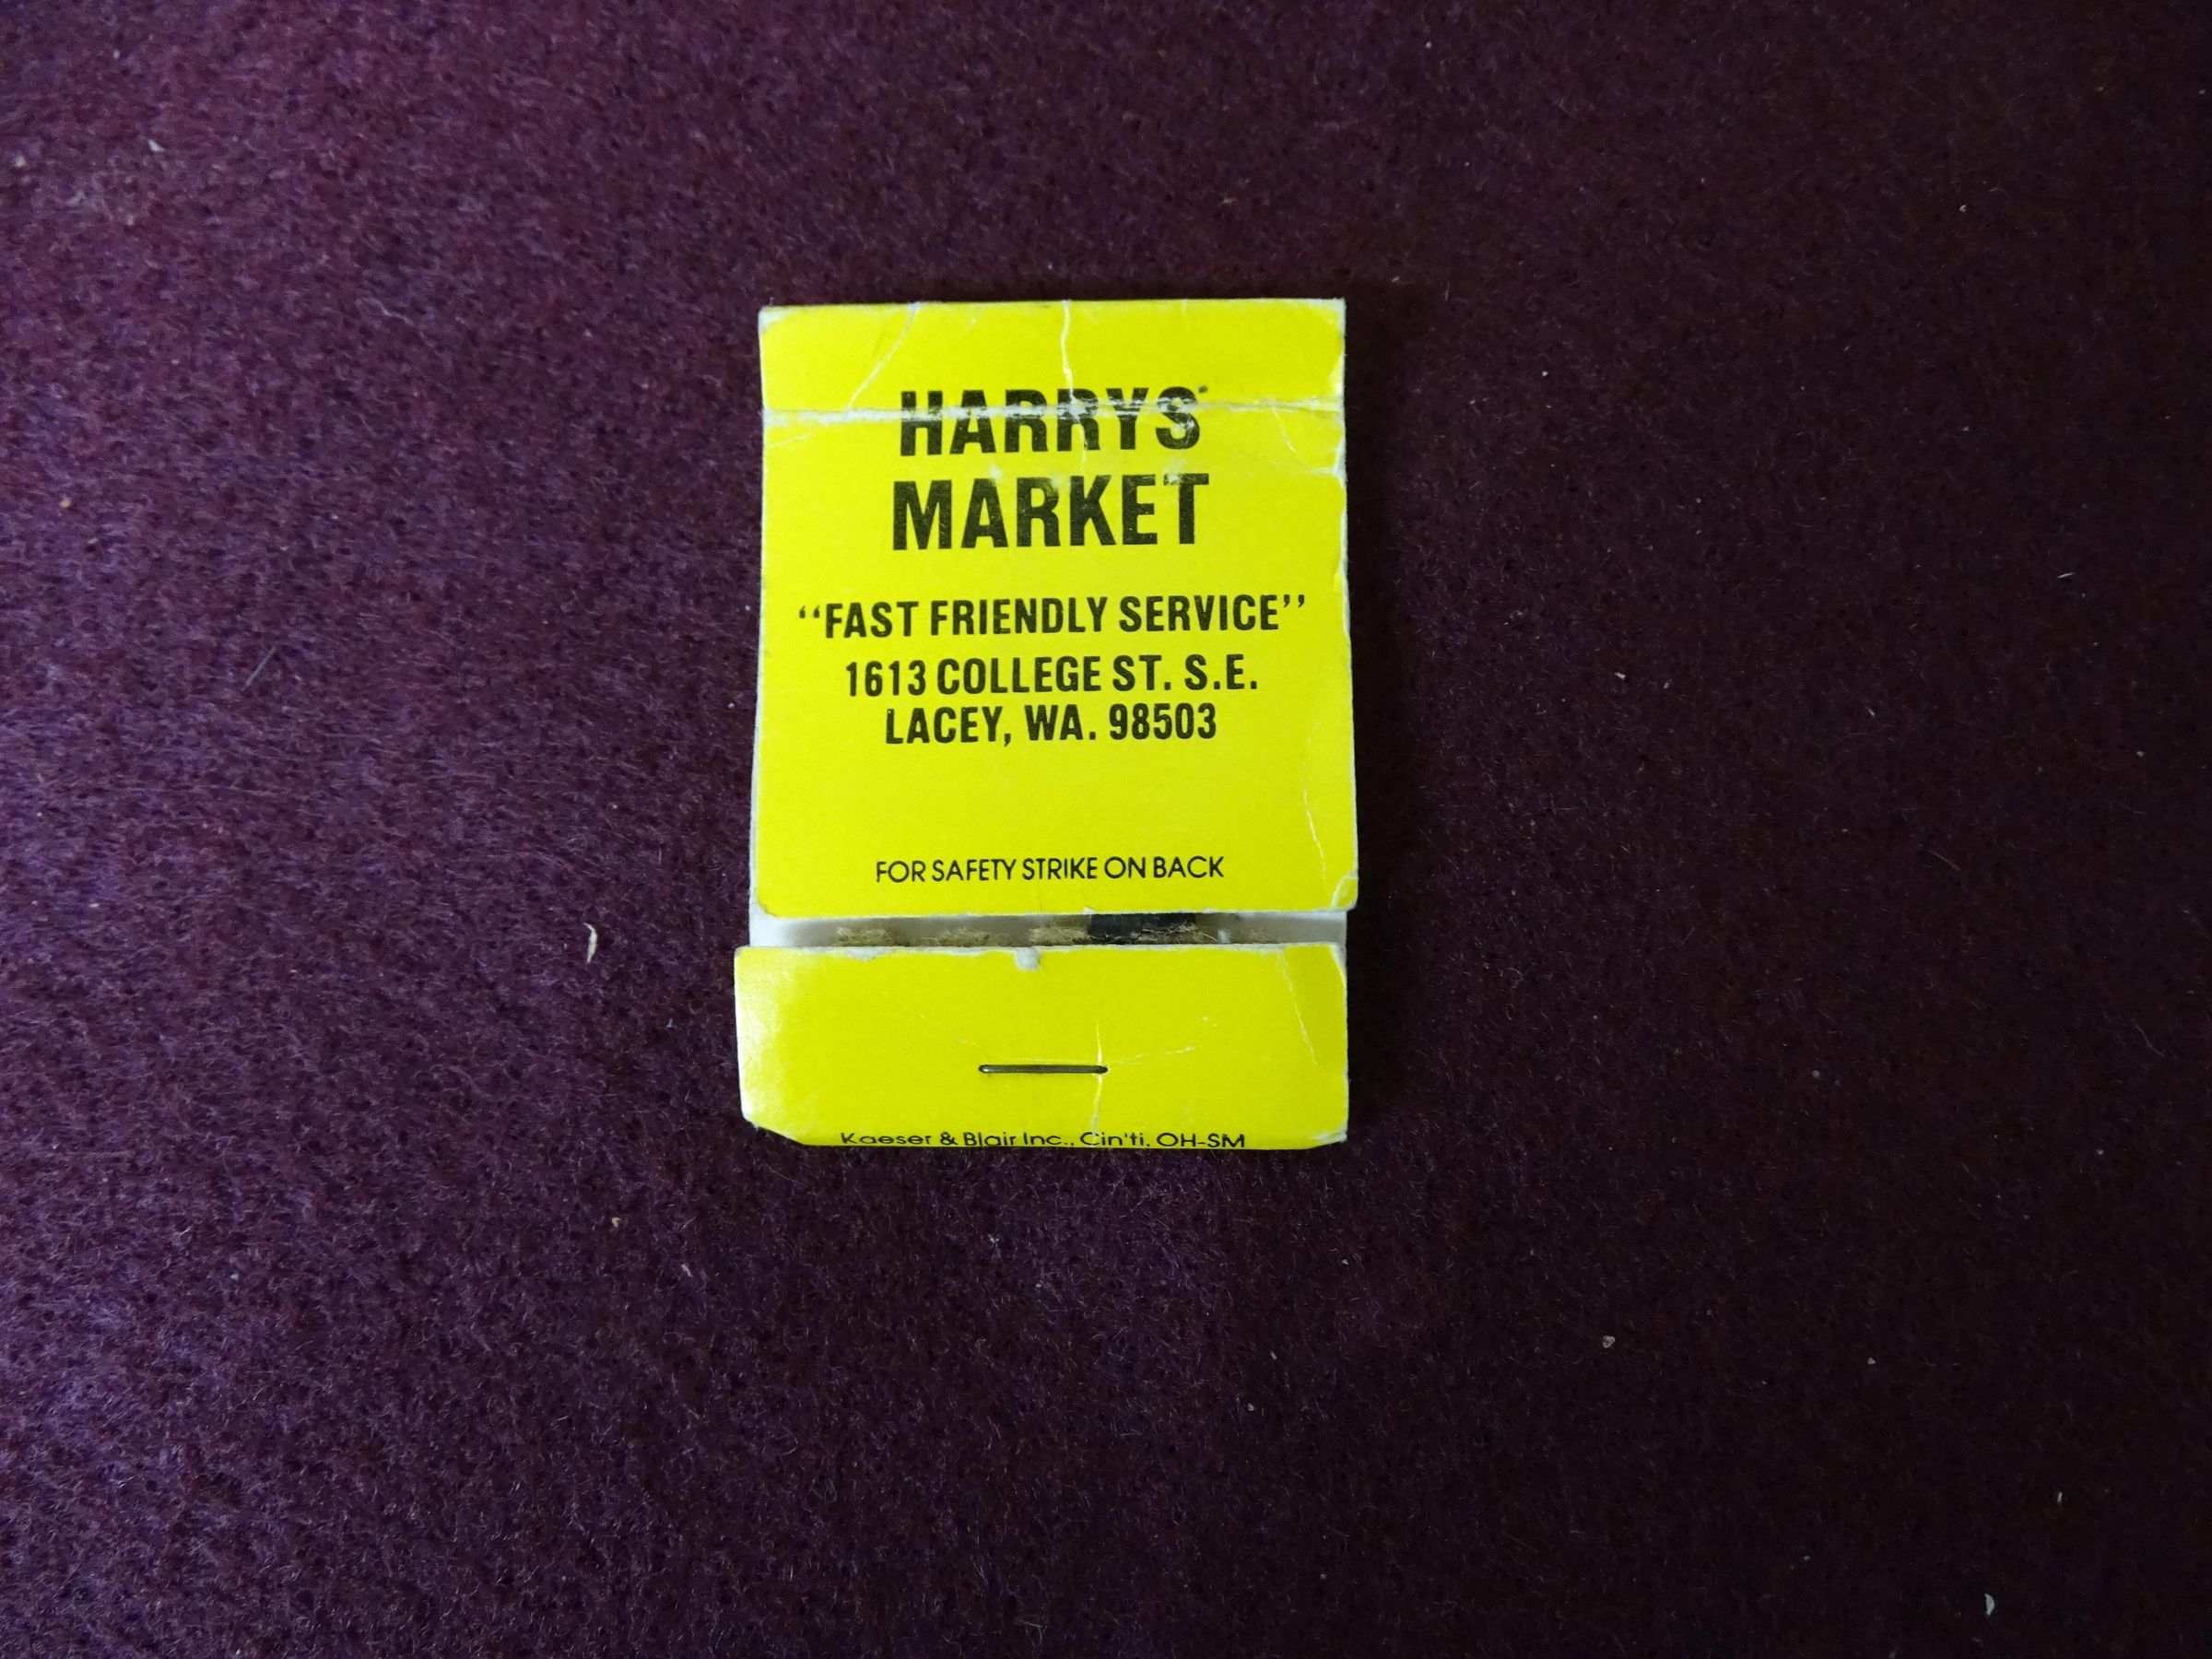 HARRYS
MARKET
“FAST FRIENDLY SERVICE”
1613 COLLEGE ST. S.E.
LACEY, WA. 98503
FOR SAFETY STRIKE ON BACK
Kaeser & Blair Inc., Cin'ti, OH-SM